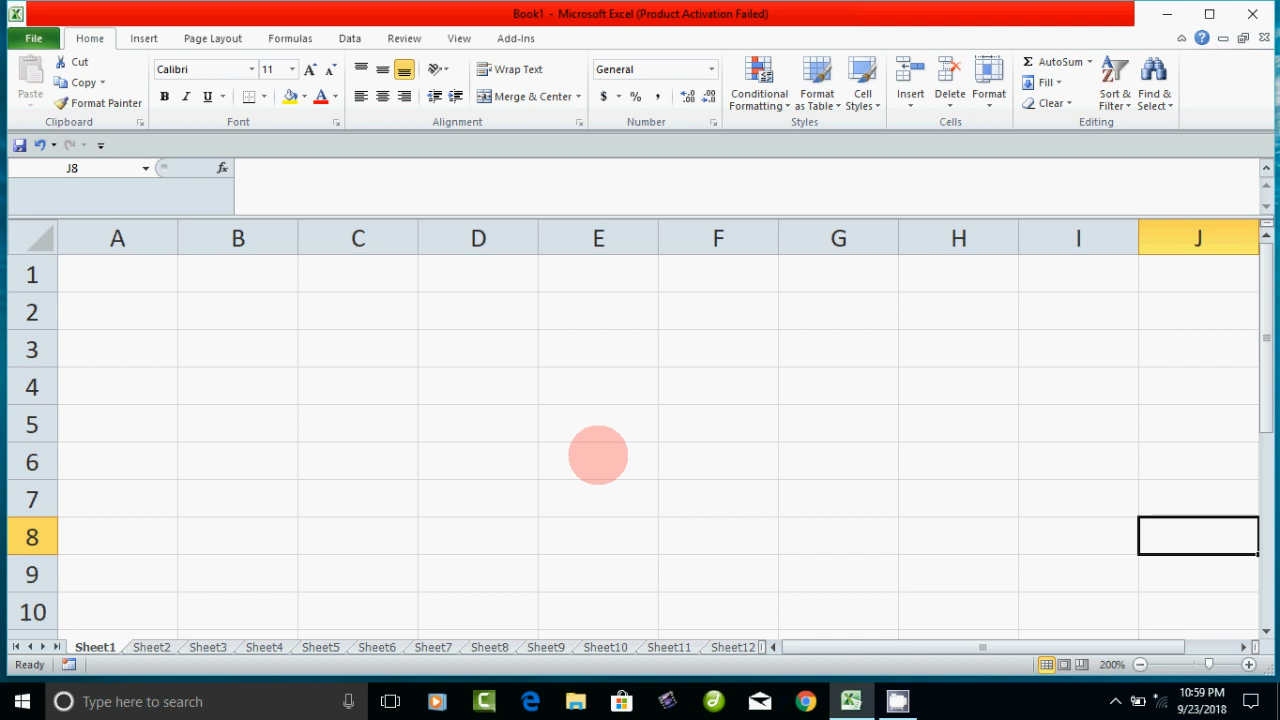 Book1 - Microsoft Excel (Product Activation Failed)
File Home Insert Page Layout Formulas Data Review View Add-Ins
Paste
Cut
Copy
Format Painter
Clipboard
Calibri 11
B I U
Font
Wrap Text
Merge & Center
Alignment
General
$ % ,
Number
Conditional Formatting
Format as Table
Cell Styles
Styles
Insert Delete Format
Cells
Σ AutoSum
Fill
Clear
Sort & Filter
Find & Select
Editing
J8 fx
A B C D E F G H I J
1
2
3
4
5
6
7
8
9
10
Sheet1 Sheet2 Sheet3 Sheet4 Sheet5 Sheet6 Sheet7 Sheet8 Sheet9 Sheet10 Sheet11 Sheet12
Ready 200%
Type here to search
10:59 PM
9/23/2018